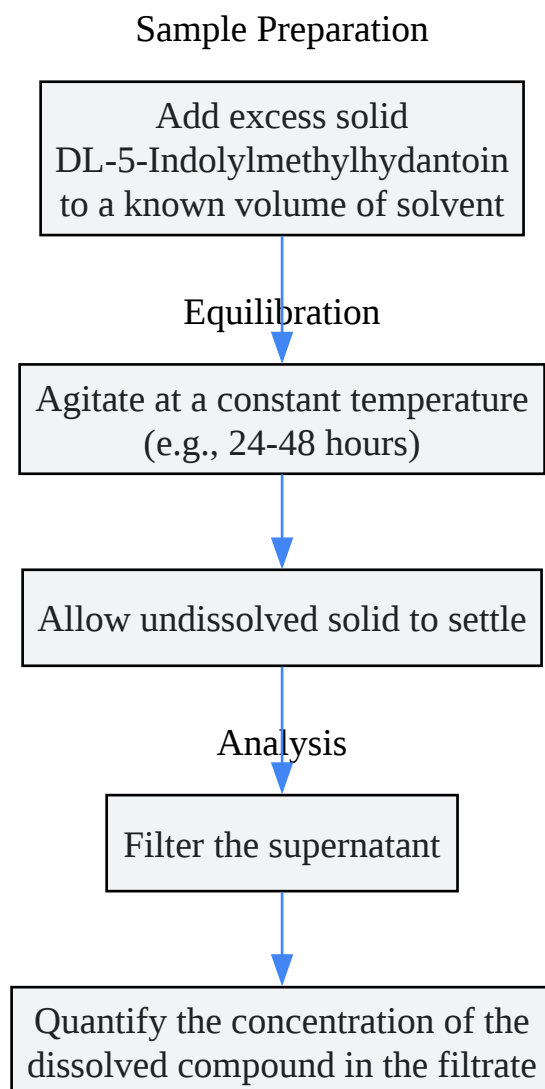 Sample Preparation
Add excess solid
DL-5-Indolylmethylhydantoin
to a known volume of solvent
Equilibration
Agitate at a constant temperature
(e.g., 24-48 hours)
Allow undissolved solid to settle
Analysis
Filter the supernatant
Quantify the concentration of the
dissolved compound in the filtrate